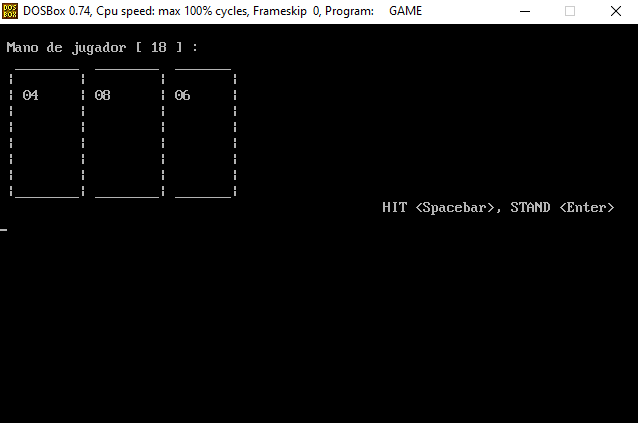 DOSBox 0.74, Cpu speed: max 100% cycles, Frameskip 0, Program: GAME
Mano de jugador [ 18 ] :
04 08 06
HIT <Spacebar>, STAND <Enter>